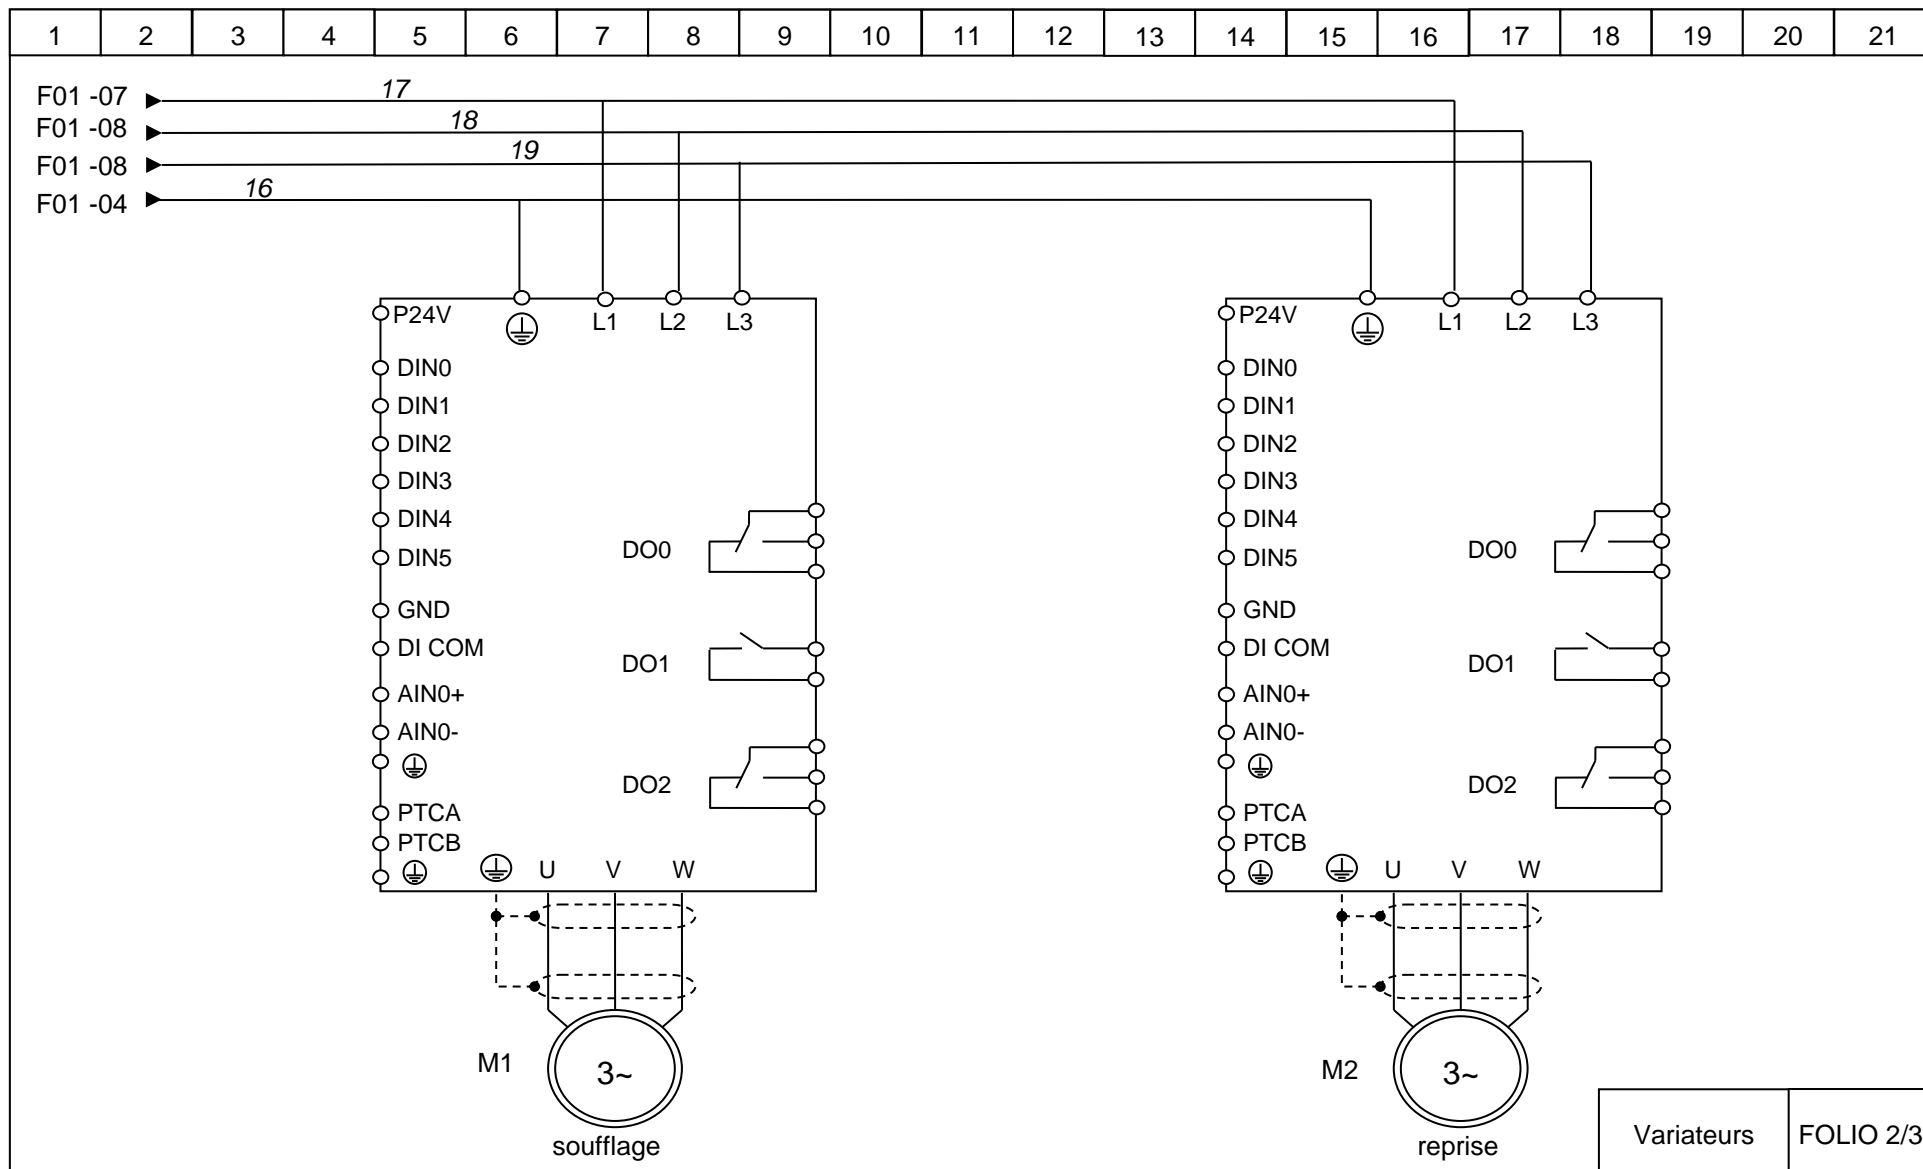 1 2 3 4 5 6 7 8 9 10 11 12 13 14 15 16 17 18 19 20 21
F01 -07 17
F01 -08 18
F01 -08 19
F01 -04 16
P24V L1 L2 L3
DIN0
DIN1
DIN2
DIN3
DIN4
DIN5
GND
DI COM
AIN0+
AIN0-
PTCA
PTCB
DO0
DO1
DO2
U V W
M1
3~
soufflage
P24V L1 L2 L3
DIN0
DIN1
DIN2
DIN3
DIN4
DIN5
GND
DI COM
AIN0+
AIN0-
PTCA
PTCB
DO0
DO1
DO2
U V W
M2
3~
reprise
Variateurs FOLIO 2/3